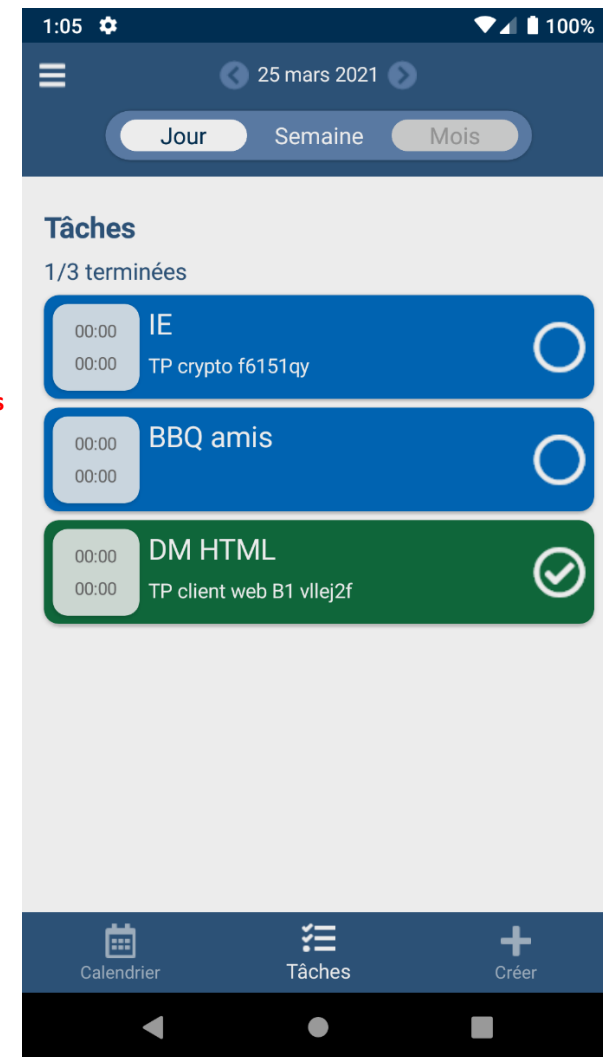 1:05 100%
25 mars 2021
Jour Semaine Mois
Tâches
1/3 terminées
00:00 IE
00:00 TP crypto f6151qy
s
00:00 BBQ amis
00:00
00:00 DM HTML
00:00 TP client web B1 vllej2f
Calendrier Tâches Créer